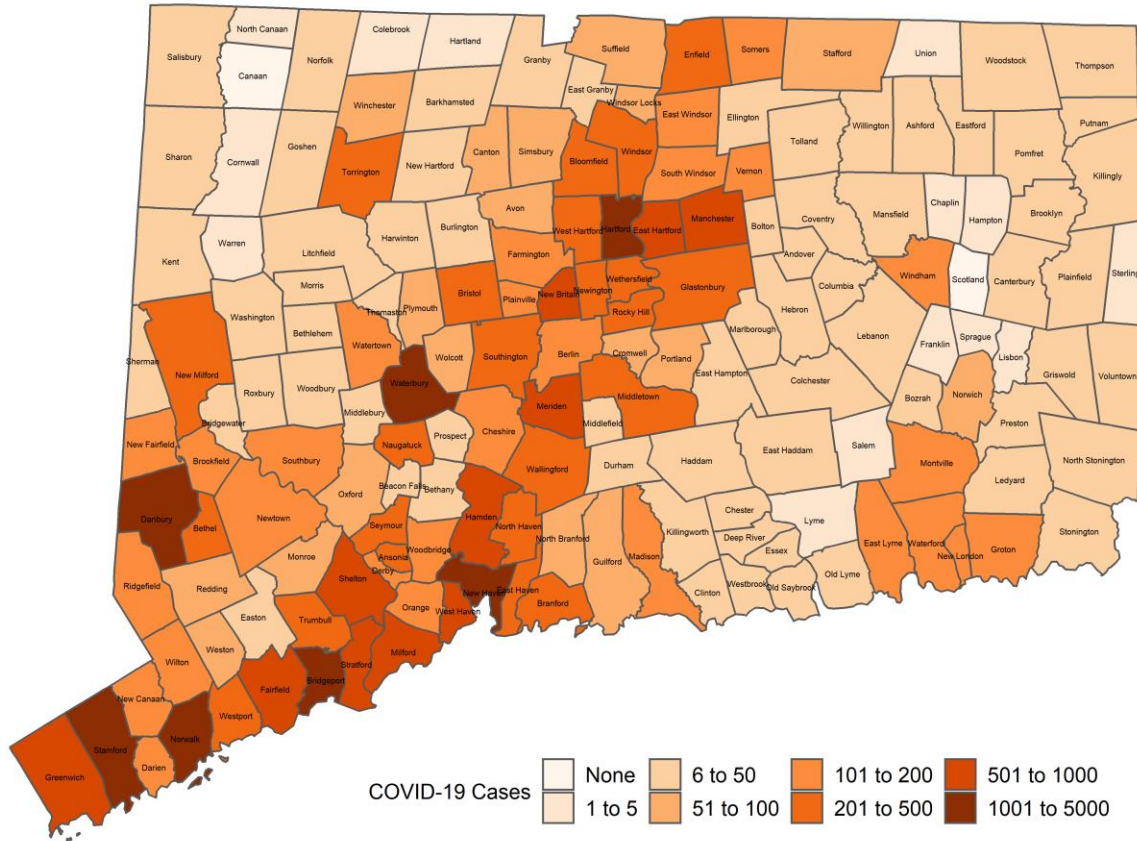 North Canaan
Colebrook
Hartland
Salisbury
Canaan
Norfolk
Granby
Suffield
Enfield
Somers
Stafford
Union
Woodstock
Thompson
East Granby
Winchester
Barkhamsted
Windsor Locks
East Windsor
Ellington
Willington
Ashford
Eastford
Putnam
Sharon
Cornwall
Goshen
Torrington
New Hartford
Canton
Simsbury
Bloomfield
Windsor
South Windsor
Vernon
Tolland
Pomfret
Killingly
Kent
Warren
Litchfield
Harwinton
Burlington
Avon
West Hartford
Hartford
East Hartford
Manchester
Bolton
Coventry
Mansfield
Chaplin
Hampton
Brooklyn
Morris
Farmington
Andover
Windham
Scotland
Canterbury
Plainfield
Sterling
Washington
Bethlehem
Thomaston
Plymouth
Bristol
Plainville
New Britain
Newington
Wethersfield
Glastonbury
Columbia
Hebron
Rocky Hill
Sherman
New Milford
Watertown
Wolcott
Southington
Berlin
Cromwell
Portland
Marlborough
Lebanon
Franklin
Sprague
Lisbon
Griswold
Voluntown
Roxbury
Woodbury
Waterbury
East Hampton
Colchester
Bozrah
Norwich
Bridgewater
Middlebury
Meriden
Middletown
Preston
New Fairfield
Brookfield
Southbury
Naugatuck
Prospect
Cheshire
Middlefield
Wallingford
Durham
Haddam
East Haddam
Salem
Montville
North Stonington
Danbury
Bethel
Newtown
Oxford
Beacon Falls
Bethany
Ledyard
Hamden
North Haven
Seymour
Woodbridge
North Branford
Guilford
Madison
Killingworth
Chester
Deep River
Essex
Lyme
East Lyme
Waterford
New London
Groton
Stonington
Ridgefield
Redding
Monroe
Ansonia
Derby
Shelton
New Haven
East Haven
Branford
Clinton
Westbrook
Old Saybrook
Old Lyme
Easton
Orange
West Haven
Trumbull
Wilton
Weston
Milford
Stratford
Bridgeport
Fairfield
New Canaan
Westport
Norwalk
Stamford
Darien
Greenwich
COVID-19 Cases
None
6 to 50
101 to 200
501 to 1000
1 to 5
51 to 100
201 to 500
1001 to 5000